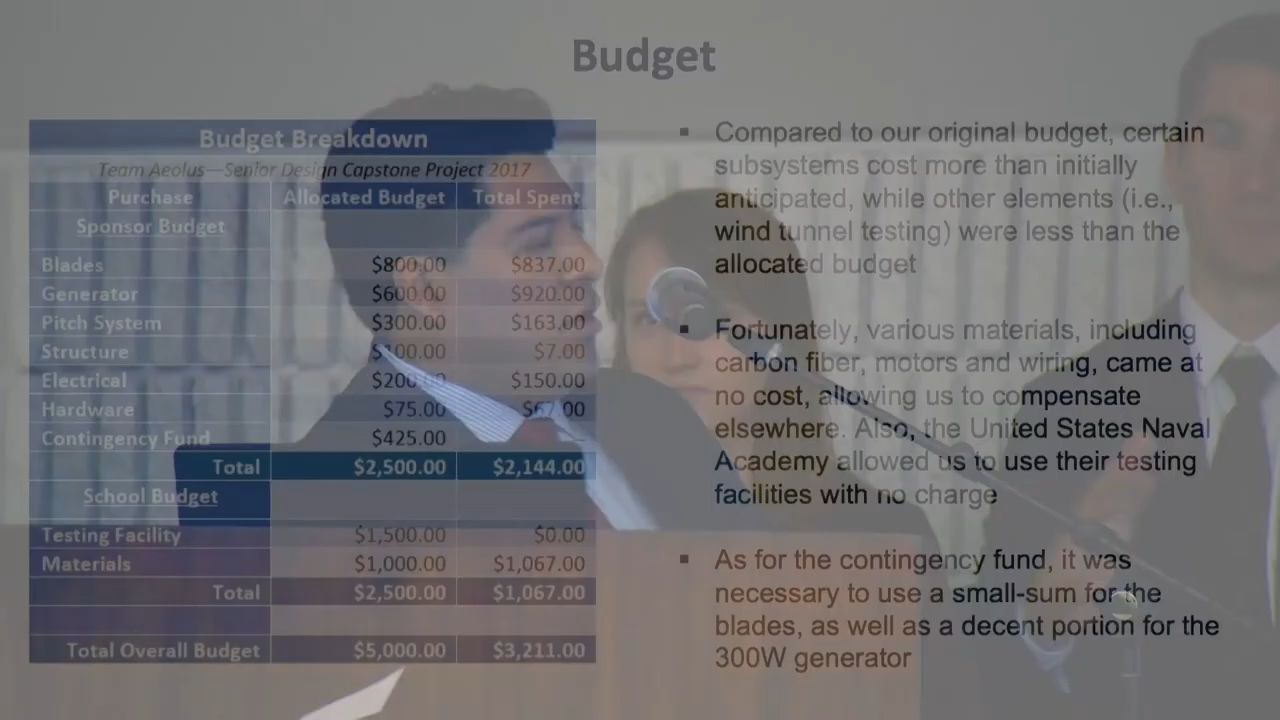 Budget
Budget Breakdown
Team Aeolus—Senior Design Capstone Project 2017
Purchase Allocated Budget Total Spent
Sponsor Budget
Blades $800.00 $837.00
Generator $600.00 $920.00
Pitch System $300.00 $163.00
Structure $100.00 $7.00
Electrical $200.00 $150.00
Hardware $75.00 $67.00
Contingency Fund $425.00 —
Total $2,500.00 $2,144.00
School Budget
Testing Facility $1,500.00 $0.00
Materials $1,000.00 $1,067.00
Total $2,500.00 $1,067.00
Total Overall Budget $5,000.00 $3,211.00
▪ Compared to our original budget, certain
subsystems cost more than initially
anticipated, while other elements (i.e.,
wind tunnel testing) were less than the
allocated budget
▪ Fortunately, various materials, including
carbon fiber, motors and wiring, came at
no cost, allowing us to compensate
elsewhere. Also, the United States Naval
Academy allowed us to use their testing
facilities with no charge
▪ As for the contingency fund, it was
necessary to use a small-sum for the
blades, as well as a decent portion for the
300W generator